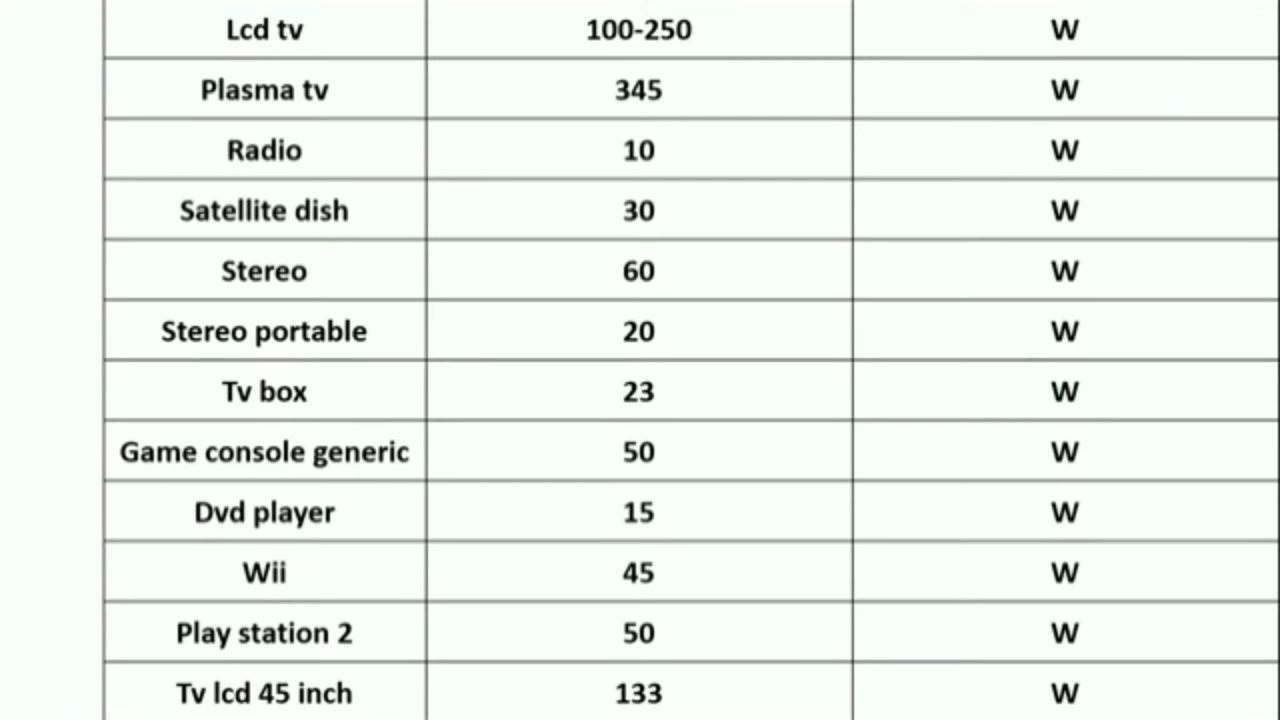 Lcd tv 100-250 W
Plasma tv 345 W
Radio 10 W
Satellite dish 30 W
Stereo 60 W
Stereo portable 20 W
Tv box 23 W
Game console generic 50 W
Dvd player 15 W
Wii 45 W
Play station 2 50 W
Tv lcd 45 inch 133 W